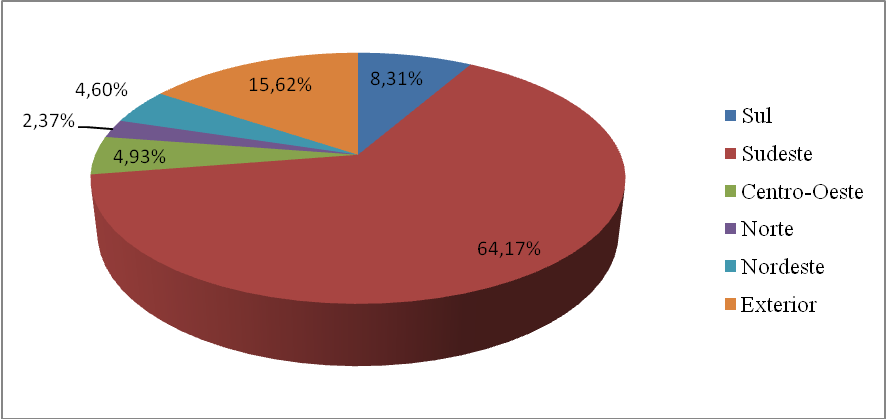 8,31%
64,17%
4,93%
2,37%
4,60%
15,62%
Sul
Sudeste
Centro-Oeste
Norte
Nordeste
Exterior